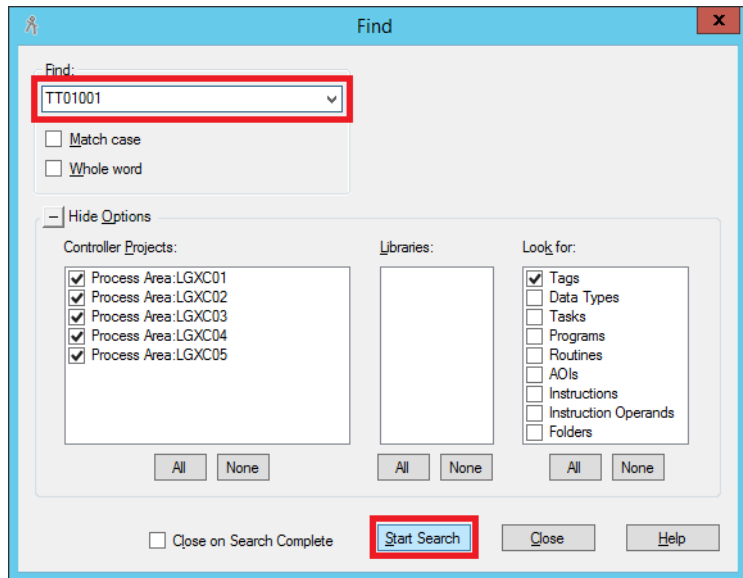 Find
x
Find:
TT01001
Match case
Whole word
Hide Options
Controller Projects:
Process Area:LGXC01
Process Area:LGXC02
Process Area:LGXC03
Process Area:LGXC04
Process Area:LGXC05
All None
Libraries:
All None
Look for:
Tags
Data Types
Tasks
Programs
Routines
AOIs
Instructions
Instruction Operands
Folders
All None
Close on Search Complete
Start Search
Close
Help